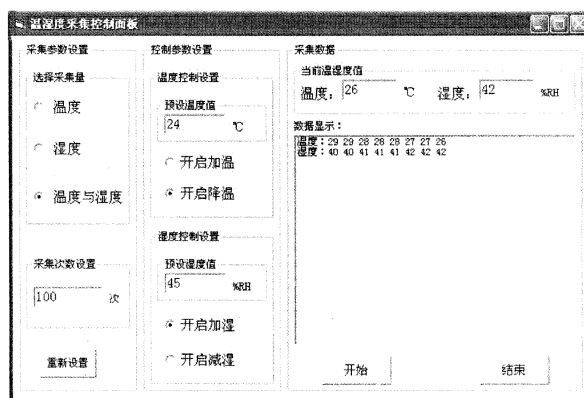 温湿度采集控制面板
采集参数设置
选择采集量
温度
湿度
温度与湿度
采集次数设置
100 次
重新设置
控制参数设置
温度控制设置
预设温度值
24 ℃
开启加温
开启降温
湿度控制设置
预设湿度值
45 %RH
开启加湿
开启减湿
采集数据
当前温湿度值
温度：26 ℃ 湿度：42 %RH
数据显示：
温度：29 29 28 28 28 27 27 26
湿度：40 40 41 41 41 42 42 42
开始 结束